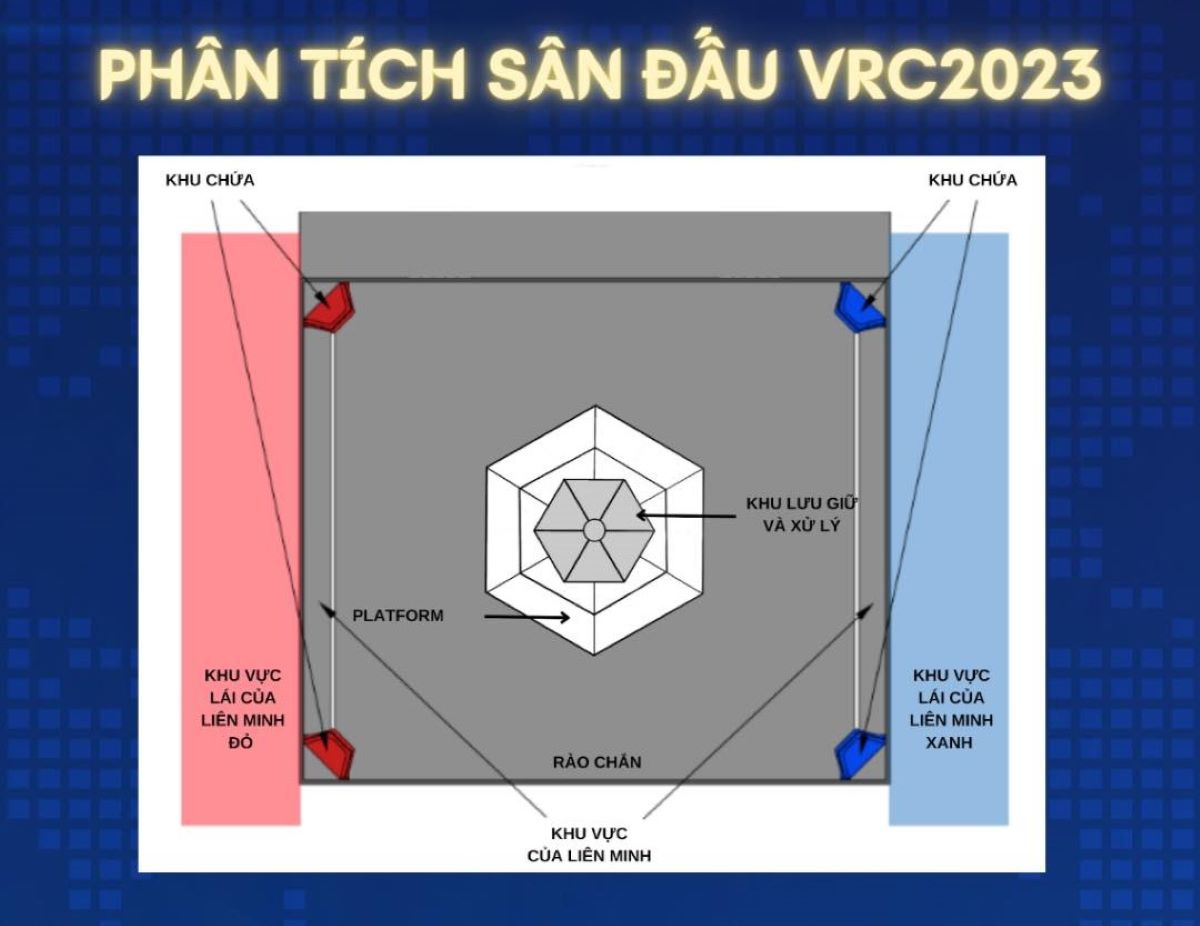 PHÂN TÍCH SÂN ĐẤU VRC2023
KHU CHỨA
KHU CHỨA
KHU LƯU GIỮ
VÀ XỬ LÝ
PLATFORM
KHU VỰC
LÁI CỦA
LIÊN MINH
ĐỎ
KHU VỰC
LÁI CỦA
LIÊN MINH
XANH
RÀO CHẮN
KHU VỰC
CỦA LIÊN MINH